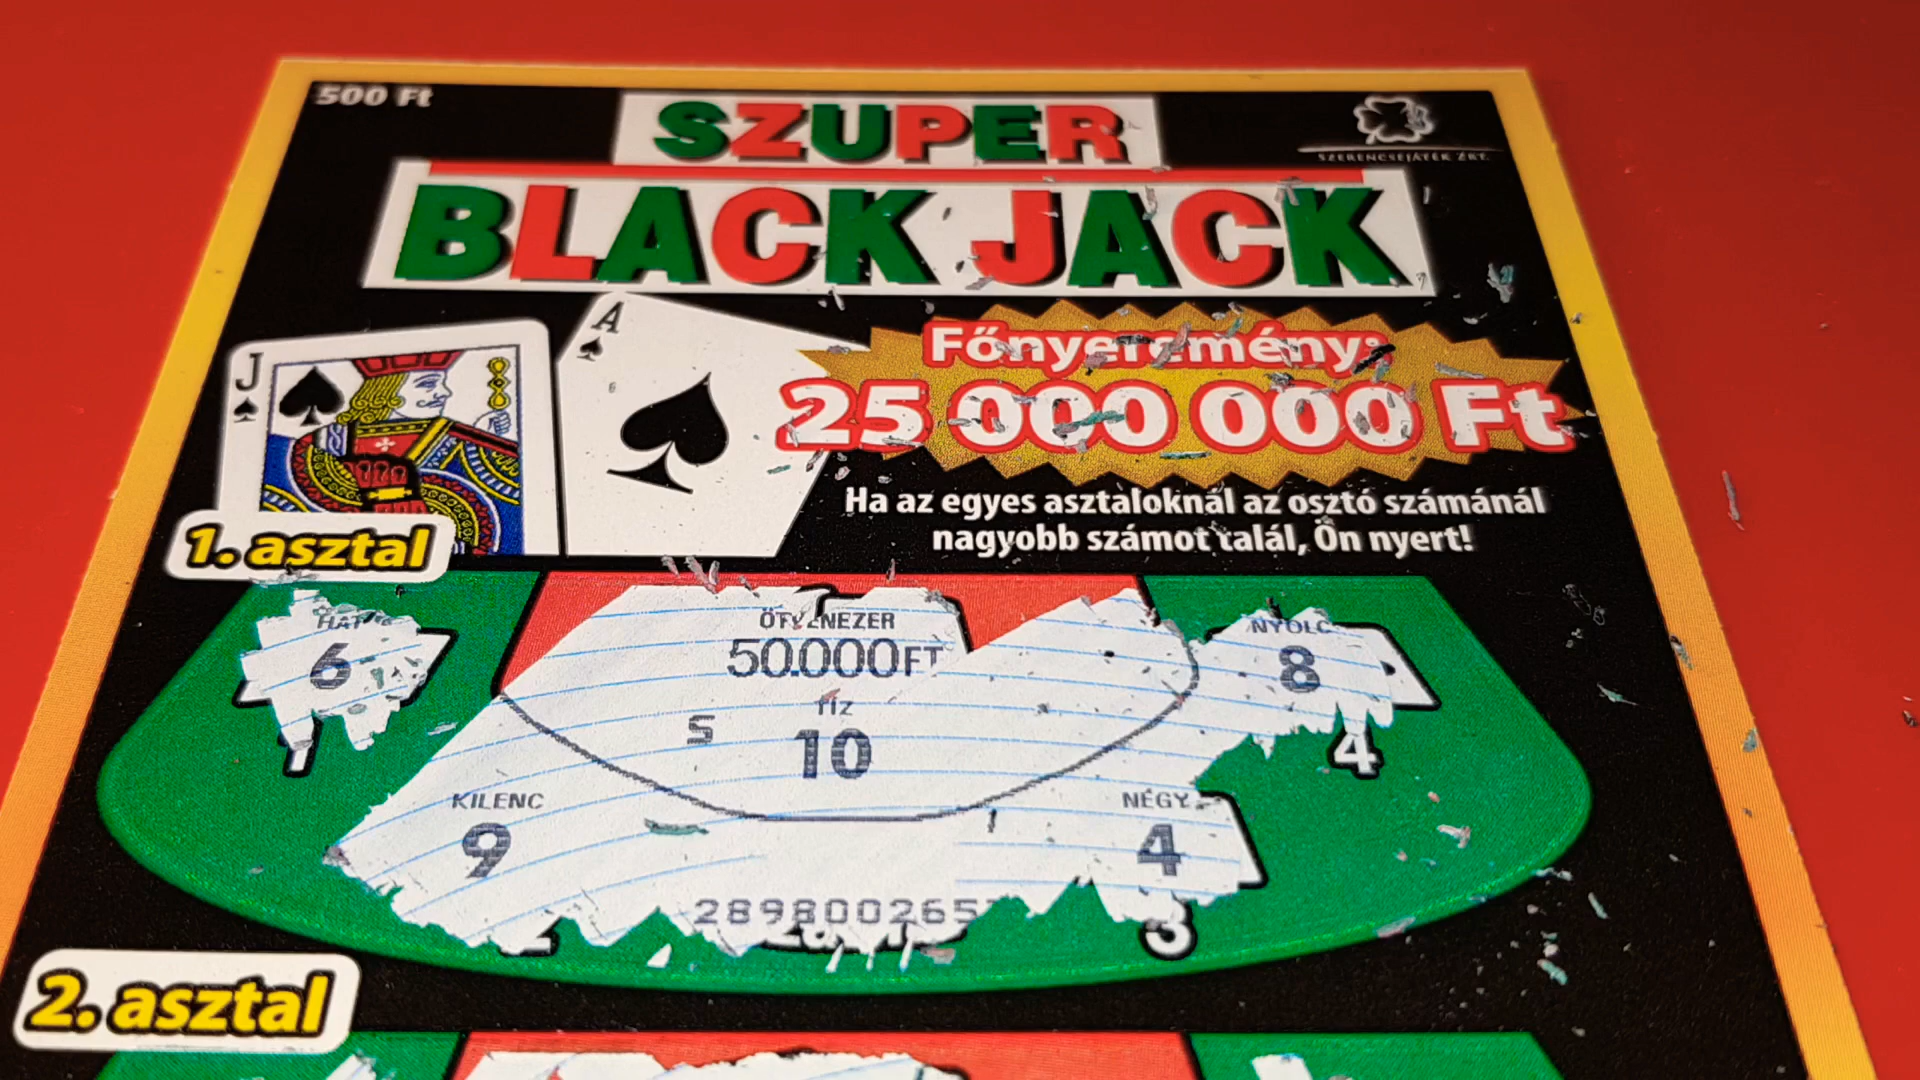 500 Ft
SZUPER
SZERENCSEJÁTÉK ZRT.
BLACK JACK
J
A
Főnyeremény:
25 000 000 Ft
Ha az egyes asztaloknál az osztó számánál
nagyobb számot talál, Ön nyert!
1. asztal
HAT
6
ÖTVENEZER
50.000FT
TÍZ
S
10
NYOLC
8
4
KILENC
9
NÉGY
4
3
289800265
2. asztal